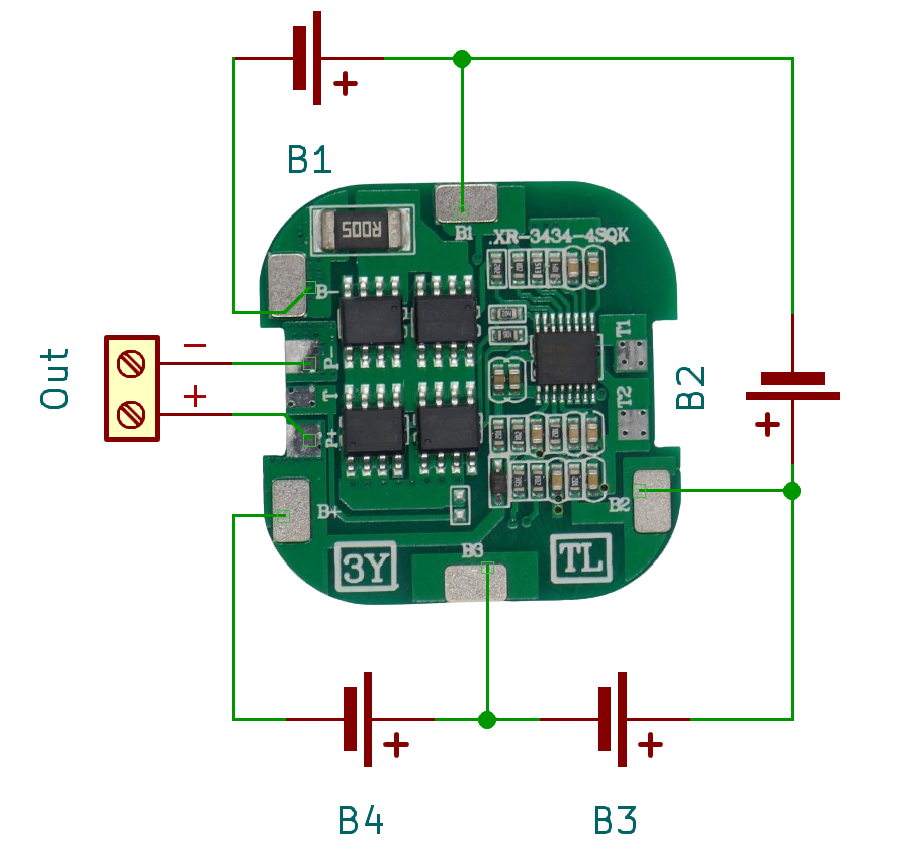 +
B1
R005
B1
XR-3434-4SQK
B-
−
P-
T1
Out
+
T
B2
T2
P+
+
B+
B2
B3
3Y
TL
+
+
B4
B3